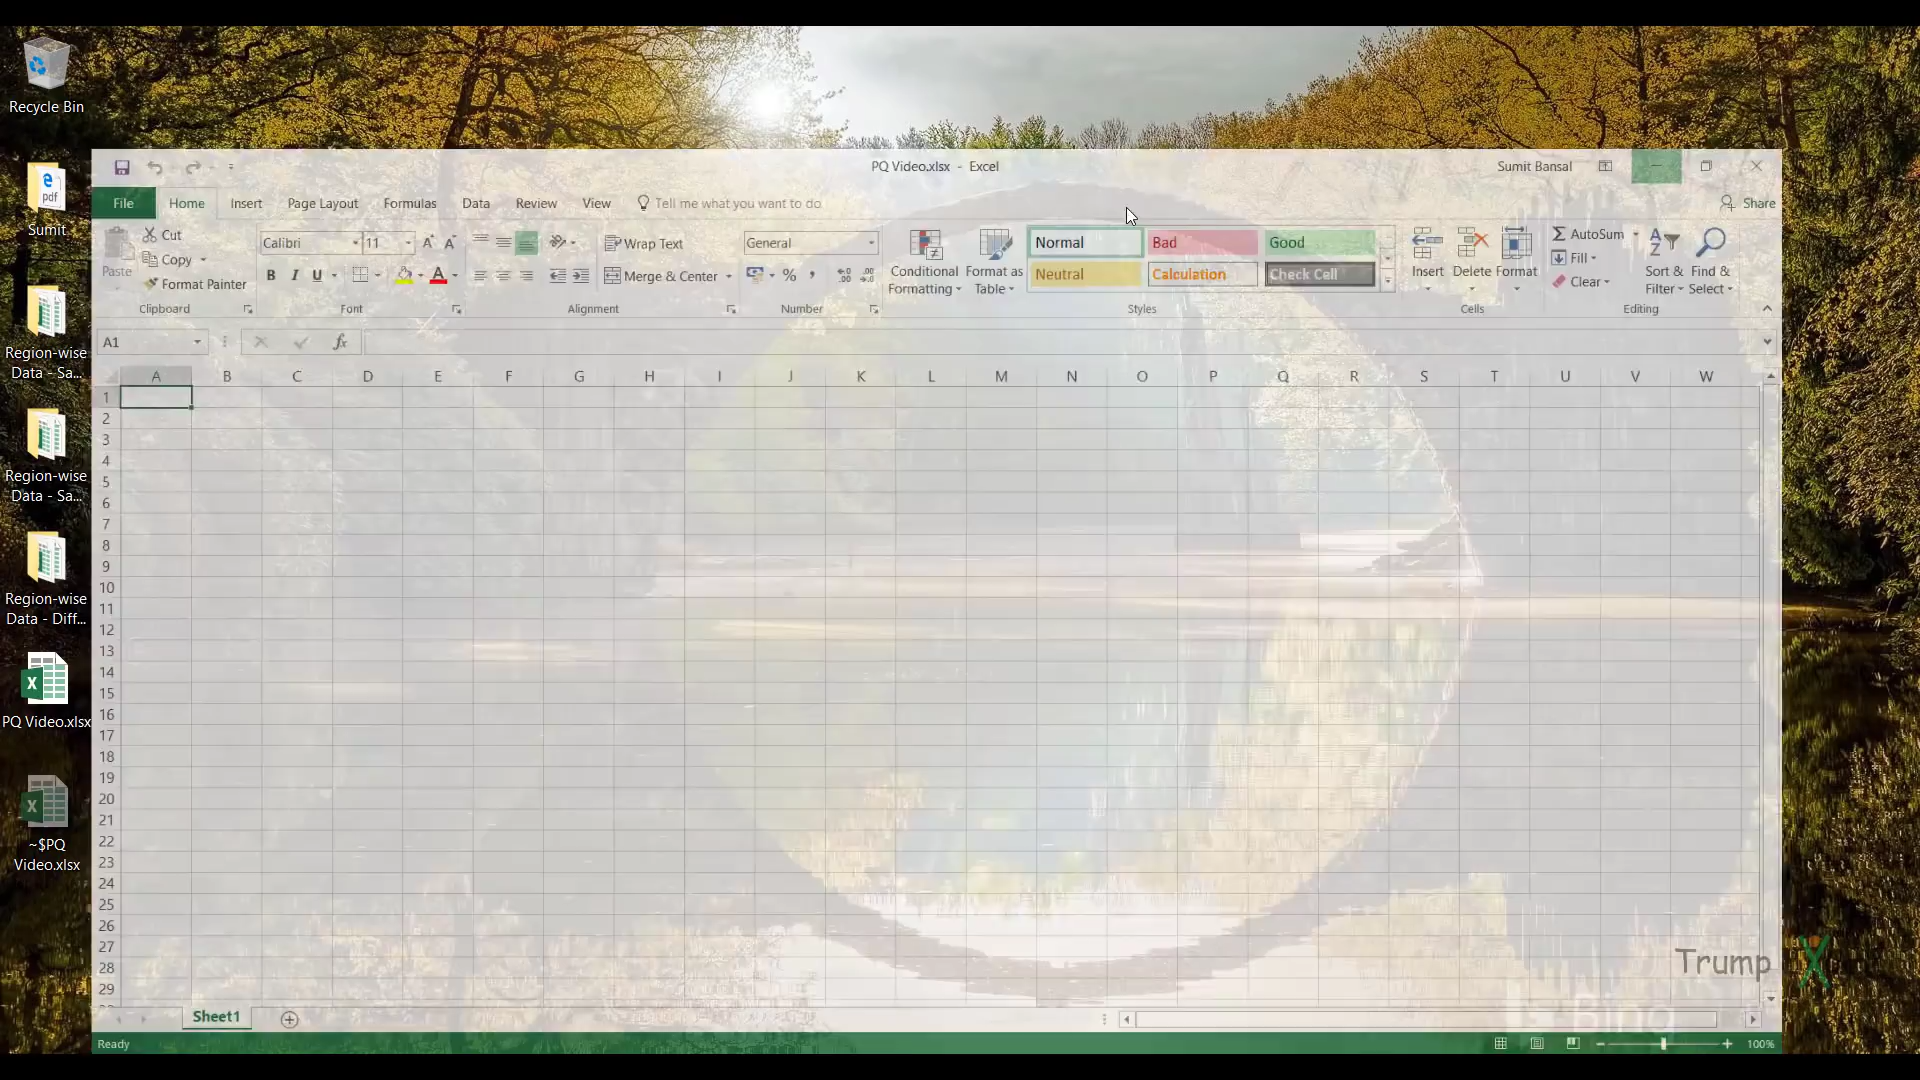 Recycle Bin
Sumit
Region-wise
Data - Sa...
Region-wise
Data - Sa...
Region-wise
Data - Diff...
PQ Video.xlsx
~$PQ
Video.xlsx
PQ Video.xlsx - Excel
Sumit Bansal
File Home Insert Page Layout Formulas Data Review View Tell me what you want to do
Share
Paste
Cut
Copy
Format Painter
Clipboard
Calibri 11
B I U
Font
Wrap Text
Merge & Center
Alignment
General
%
Number
Conditional
Formatting
Format as
Table
Normal Bad Good
Neutral Calculation Check Cell
Styles
Insert Delete Format
Cells
AutoSum
Fill
Clear
Sort &
Filter
Find &
Select
Editing
A1 fx
A B C D E F G H I J K L M N O P Q R S T U V W
1
2
3
4
5
6
7
8
9
10
11
12
13
14
15
16
17
18
19
20
21
22
23
24
25
26
27
28
29
Trump
Bing
Sheet1
Ready
100%